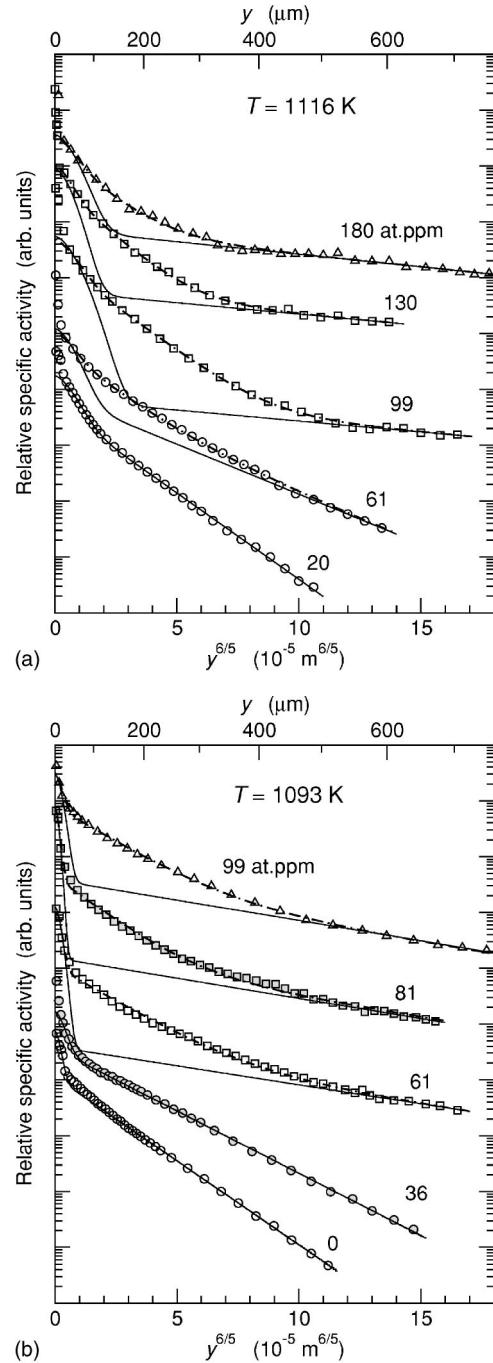 y (μm)
0 200 400 600
T = 1116 K
180 at.ppm
130
99
61
20
Relative specific activity (arb. units)
0 5 10 15
(a) y^{6/5} (10^{-5} m^{6/5})
y (μm)
0 200 400 600
T = 1093 K
99 at.ppm
81
61
36
0
Relative specific activity (arb. units)
0 5 10 15
(b) y^{6/5} (10^{-5} m^{6/5})